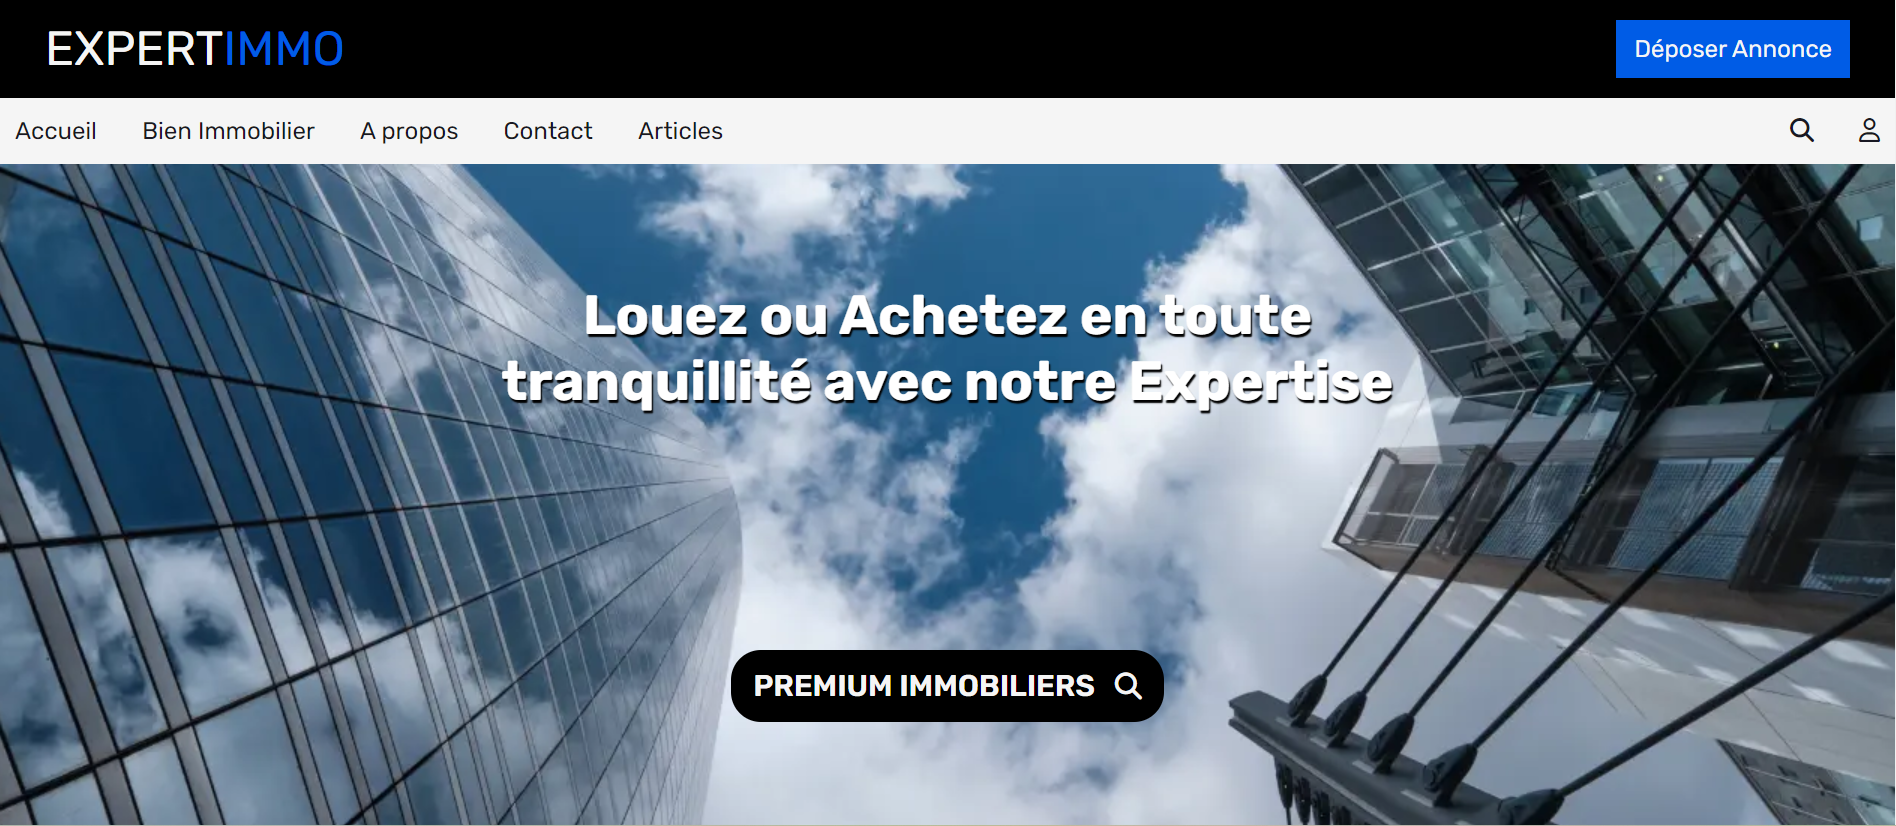 EXPERTIMMO
Déposer Annonce
Accueil
Bien Immobilier
A propos
Contact
Articles
Louez ou Achetez en toute
tranquillité avec notre Expertise
PREMIUM IMMOBILIERS